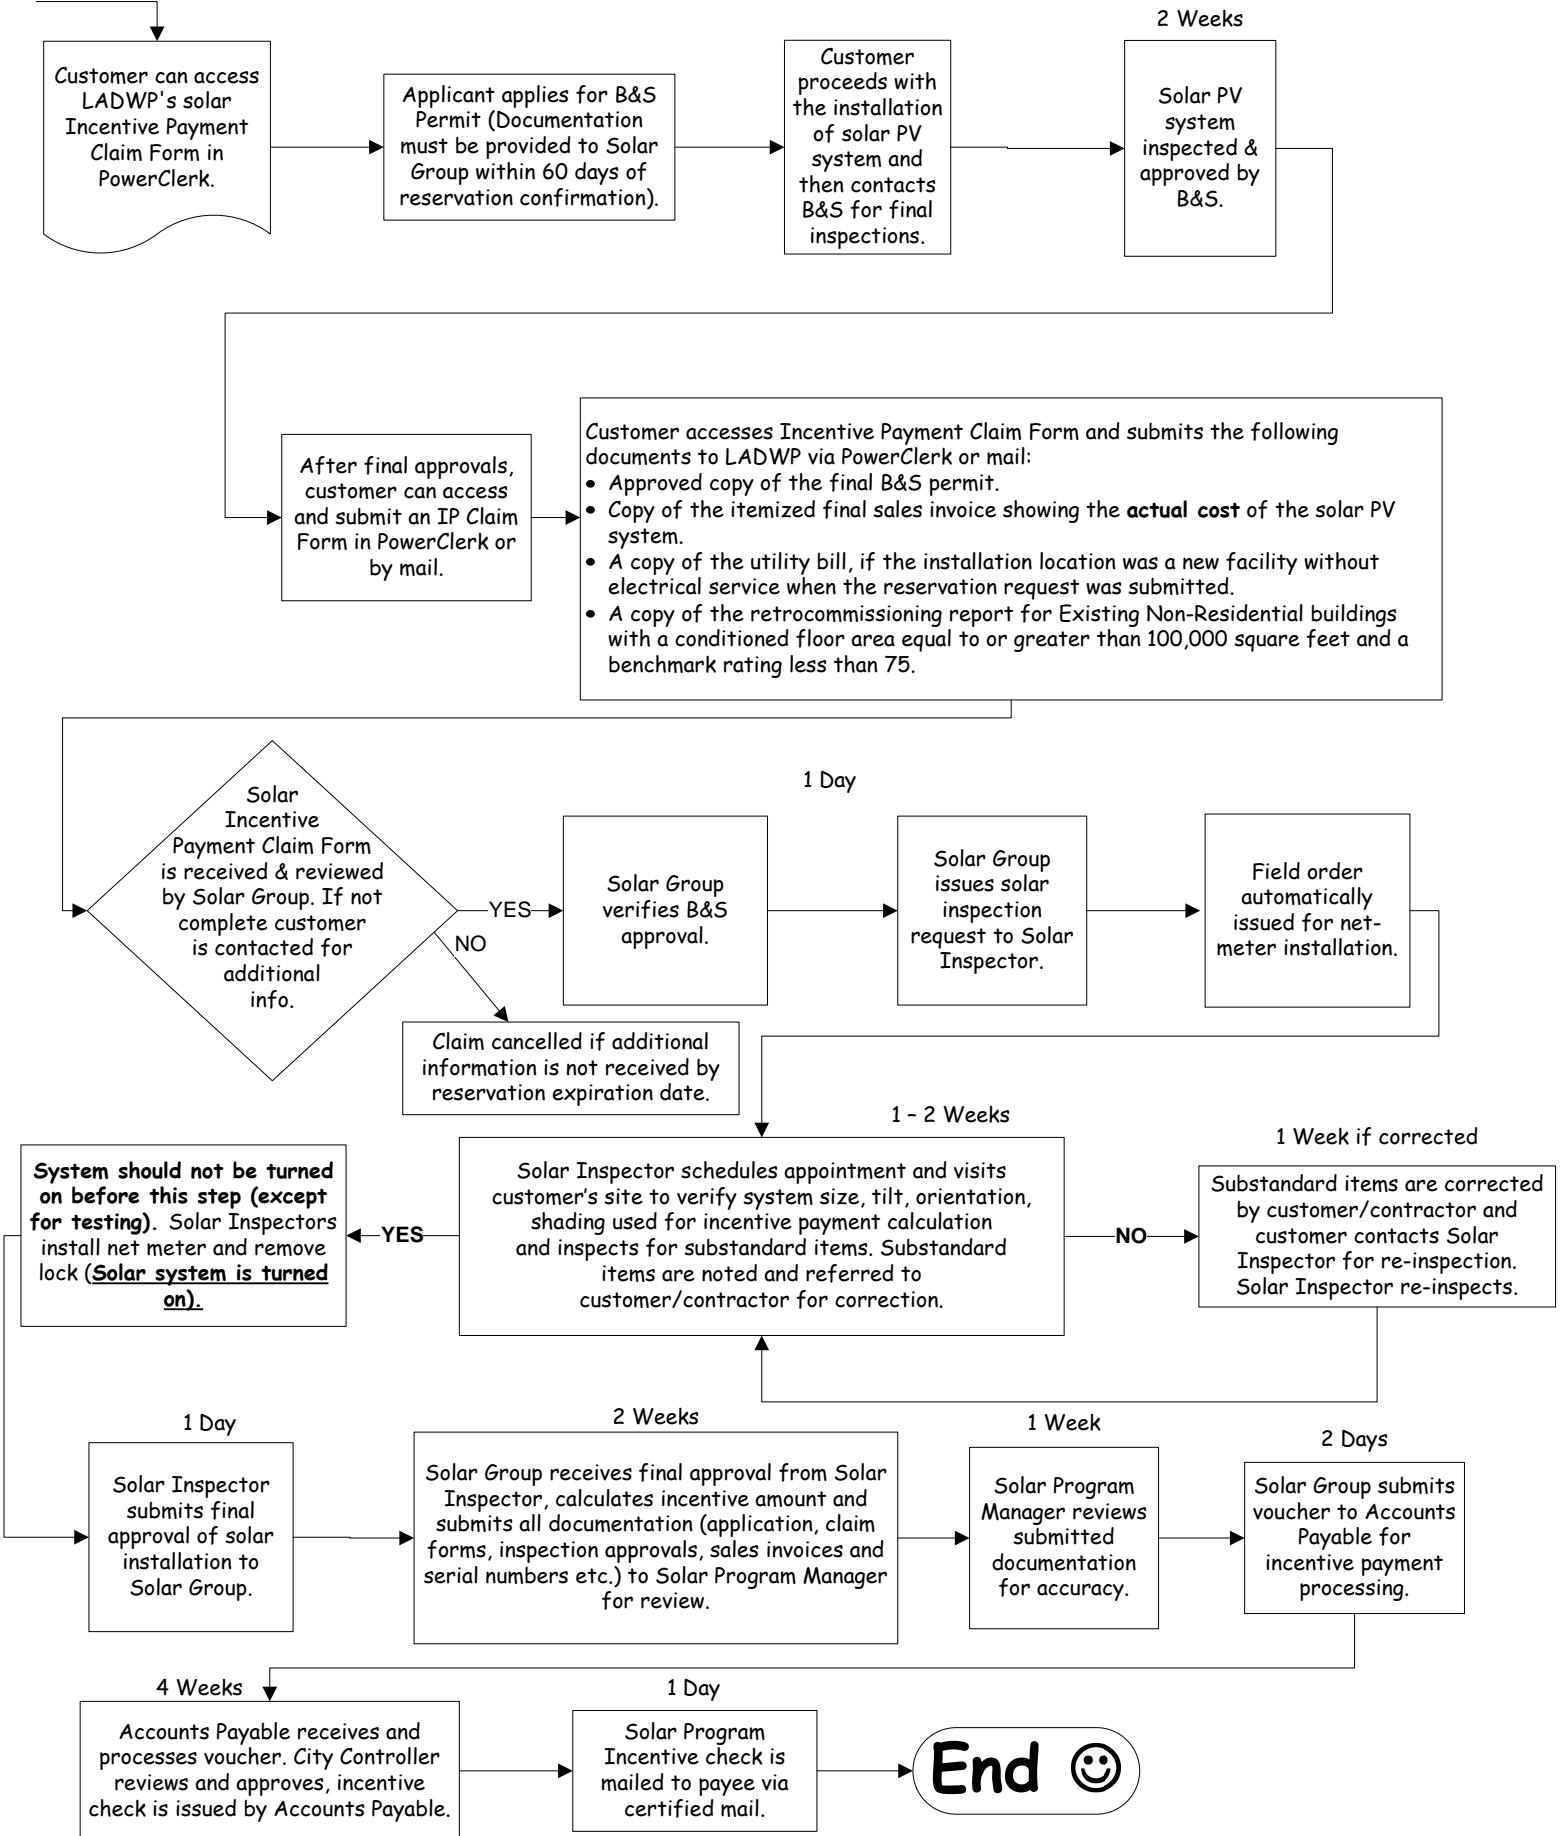 2 Weeks
Customer can access
LADWP's solar
Incentive Payment
Claim Form in
PowerClerk.
Applicant applies for B&S
Permit (Documentation
must be provided to Solar
Group within 60 days of
reservation confirmation).
Customer
proceeds with
the installation
of solar PV
system and
then contacts
B&S for final
inspections.
Solar PV
system
inspected &
approved by
B&S.
After final approvals,
customer can access
and submit an IP Claim
Form in PowerClerk or
by mail.
Customer accesses Incentive Payment Claim Form and submits the following
documents to LADWP via PowerClerk or mail:
• Approved copy of the final B&S permit.
• Copy of the itemized final sales invoice showing the actual cost of the solar PV
system.
• A copy of the utility bill, if the installation location was a new facility without
electrical service when the reservation request was submitted.
• A copy of the retrocommissioning report for Existing Non-Residential buildings
with a conditioned floor area equal to or greater than 100,000 square feet and a
benchmark rating less than 75.
1 Day
Solar
Incentive
Payment Claim Form
is received & reviewed
by Solar Group. If not
complete customer
is contacted for
additional
info.
YES
NO
Solar Group
verifies B&S
approval.
Solar Group
issues solar
inspection
request to Solar
Inspector.
Field order
automatically
issued for net-
meter installation.
Claim cancelled if additional
information is not received by
reservation expiration date.
1 – 2 Weeks
1 Week if corrected
System should not be turned
on before this step (except
for testing). Solar Inspectors
install net meter and remove
lock (Solar system is turned
on).
YES
Solar Inspector schedules appointment and visits
customer's site to verify system size, tilt, orientation,
shading used for incentive payment calculation
and inspects for substandard items. Substandard
items are noted and referred to
customer/contractor for correction.
NO
Substandard items are corrected
by customer/contractor and
customer contacts Solar
Inspector for re-inspection.
Solar Inspector re-inspects.
1 Day
2 Weeks
1 Week
2 Days
Solar Inspector
submits final
approval of solar
installation to
Solar Group.
Solar Group receives final approval from Solar
Inspector, calculates incentive amount and
submits all documentation (application, claim
forms, inspection approvals, sales invoices and
serial numbers etc.) to Solar Program Manager
for review.
Solar Program
Manager reviews
submitted
documentation
for accuracy.
Solar Group submits
voucher to Accounts
Payable for
incentive payment
processing.
4 Weeks
1 Day
Accounts Payable receives and
processes voucher. City Controller
reviews and approves, incentive
check is issued by Accounts Payable.
Solar Program
Incentive check is
mailed to payee via
certified mail.
End ☺